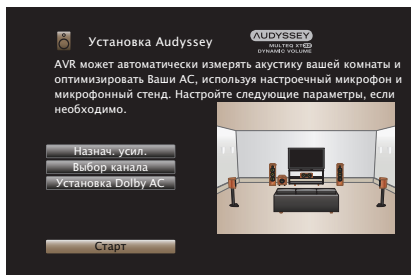 Установка Audyssey
AUDYSSEY
MULTEQ XT32
DYNAMIC VOLUME
AVR может автоматически измерять акустику вашей комнаты и
оптимизировать Ваши АС, используя настроечный микрофон и
микрофонный стенд. Настройте следующие параметры, если
необходимо.
Назнач. усил.
Выбор канала
Установка Dolby АС
Старт